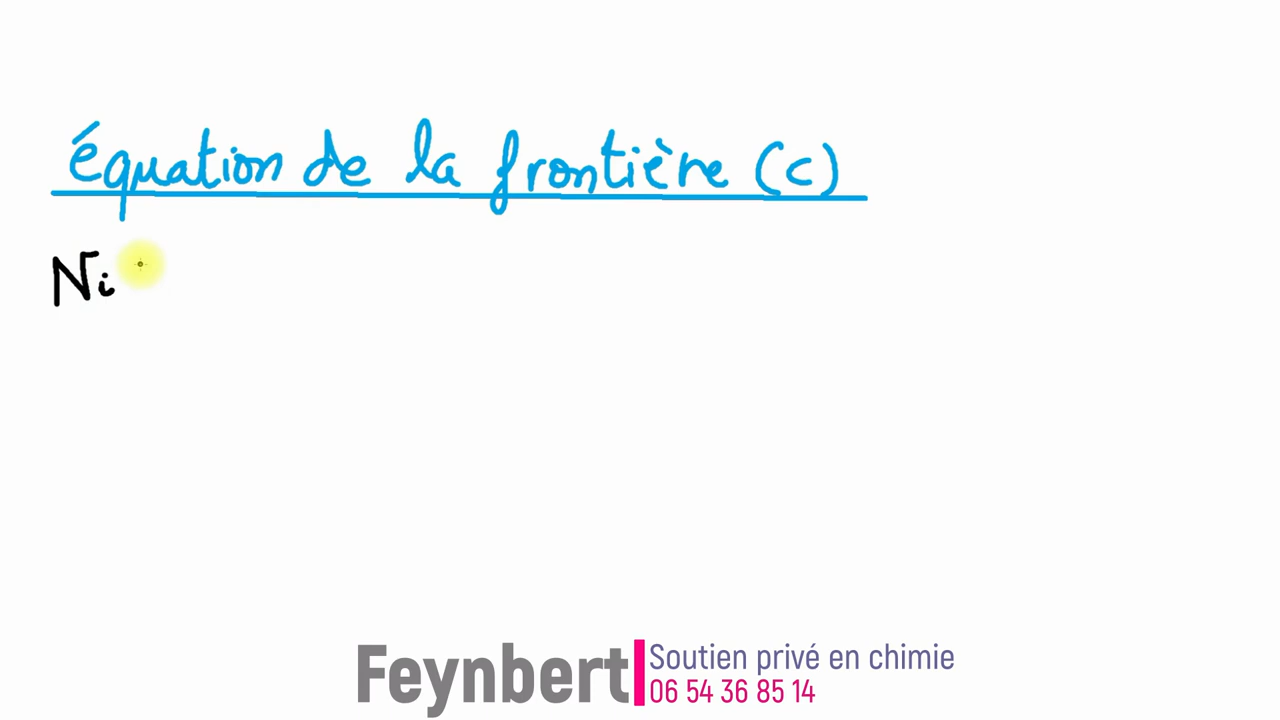 équation de la frontière (c)
Ni
Feynbert
Soutien privé en chimie
06 54 36 85 14